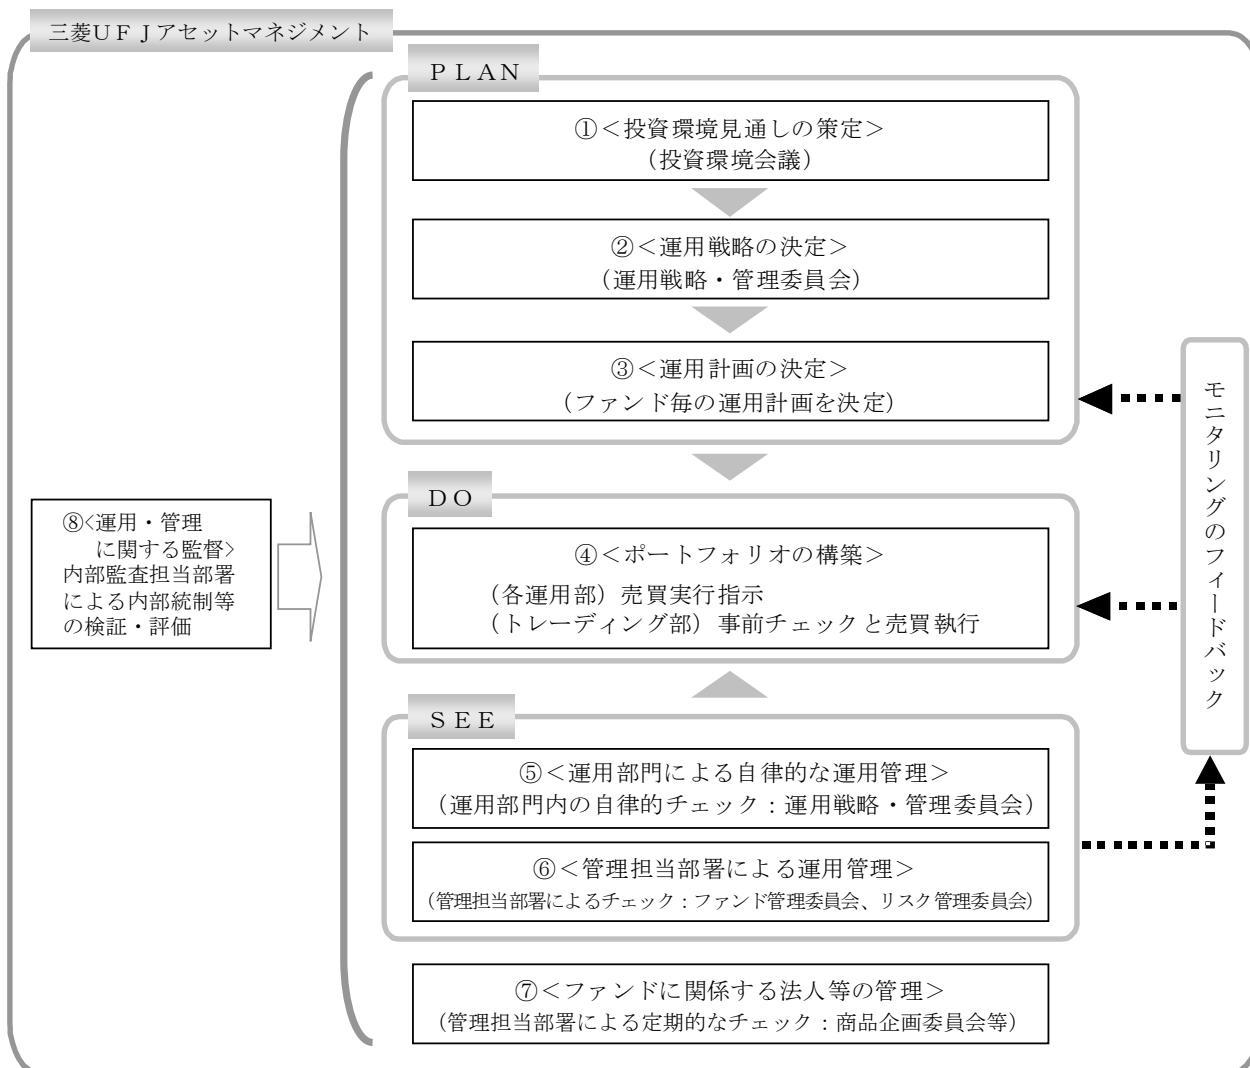 三菱ＵＦＪアセットマネジメント
ＰＬＡＮ
①＜投資環境見通しの策定＞
（投資環境会議）
②＜運用戦略の決定＞
（運用戦略・管理委員会）
③＜運用計画の決定＞
（ファンド毎の運用計画を決定）
ＤＯ
④＜ポートフォリオの構築＞
（各運用部）売買実行指示
（トレーディング部）事前チェックと売買執行
ＳＥＥ
⑤＜運用部門による自律的な運用管理＞
（運用部門内の自律的チェック：運用戦略・管理委員会）
⑥＜管理担当部署による運用管理＞
（管理担当部署によるチェック：ファンド管理委員会、リスク管理委員会）
⑦＜ファンドに関係する法人等の管理＞
（管理担当部署による定期的なチェック：商品企画委員会等）
⑧<運用・管理
に関する監督>
内部監査担当部署
による内部統制等
の検証・評価
モニタリングのフィードバック